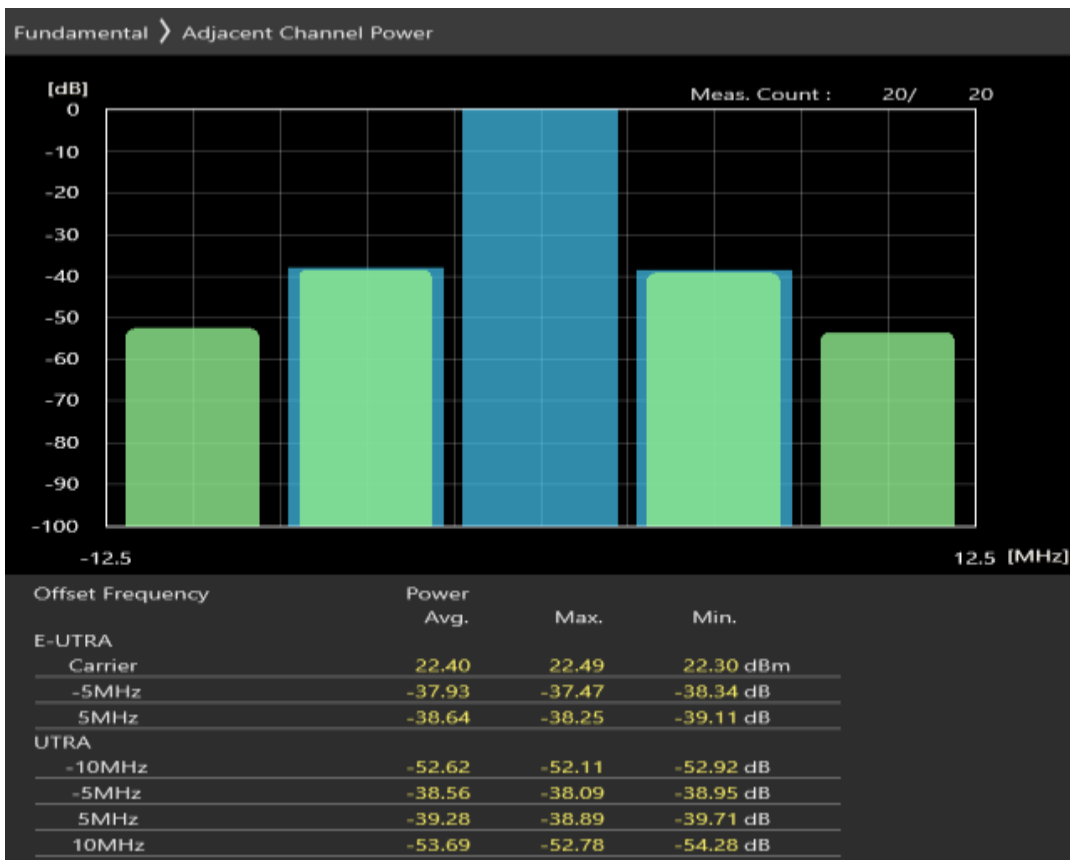 Fundamental 〉 Adjacent Channel Power
[dB]
Meas. Count : 20/ 20
0
-10
-20
-30
-40
-50
-60
-70
-80
-90
-100
-12.5 12.5 [MHz]
Offset Frequency Power
Avg. Max. Min.
E-UTRA
Carrier 22.40 22.49 22.30 dBm
-5MHz -37.93 -37.47 -38.34 dB
5MHz -38.64 -38.25 -39.11 dB
UTRA
-10MHz -52.62 -52.11 -52.92 dB
-5MHz -38.56 -38.09 -38.95 dB
5MHz -39.28 -38.89 -39.71 dB
10MHz -53.69 -52.78 -54.28 dB